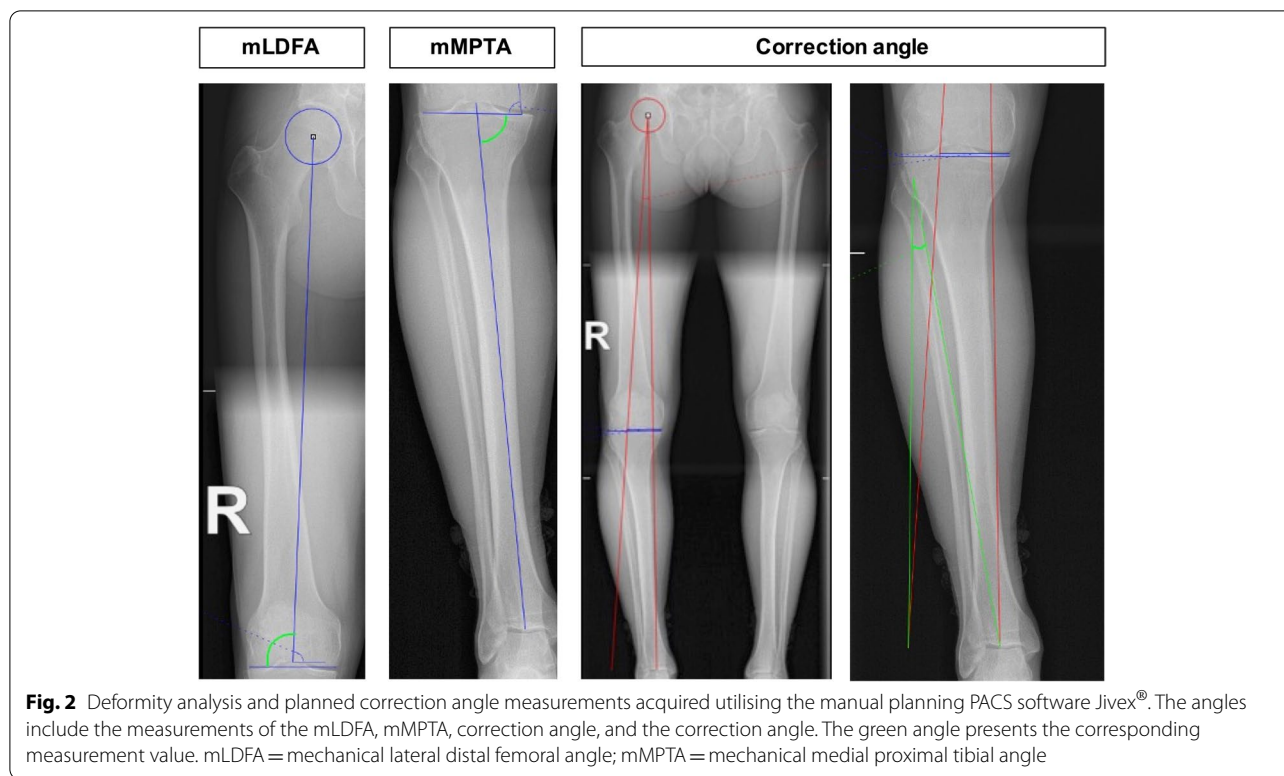 mLDFA
mMPTA
Correction angle
R
R
Fig. 2 Deformity analysis and planned correction angle measurements acquired utilising the manual planning PACS software Jivex®. The angles
include the measurements of the mLDFA, mMPTA, correction angle, and the correction angle. The green angle presents the corresponding
measurement value. mLDFA = mechanical lateral distal femoral angle; mMPTA = mechanical medial proximal tibial angle